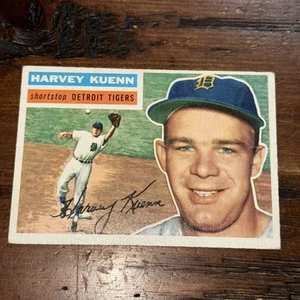 HARVEY KUENN
shortstop DETROIT TIGERS
D
Harvey Kuenn